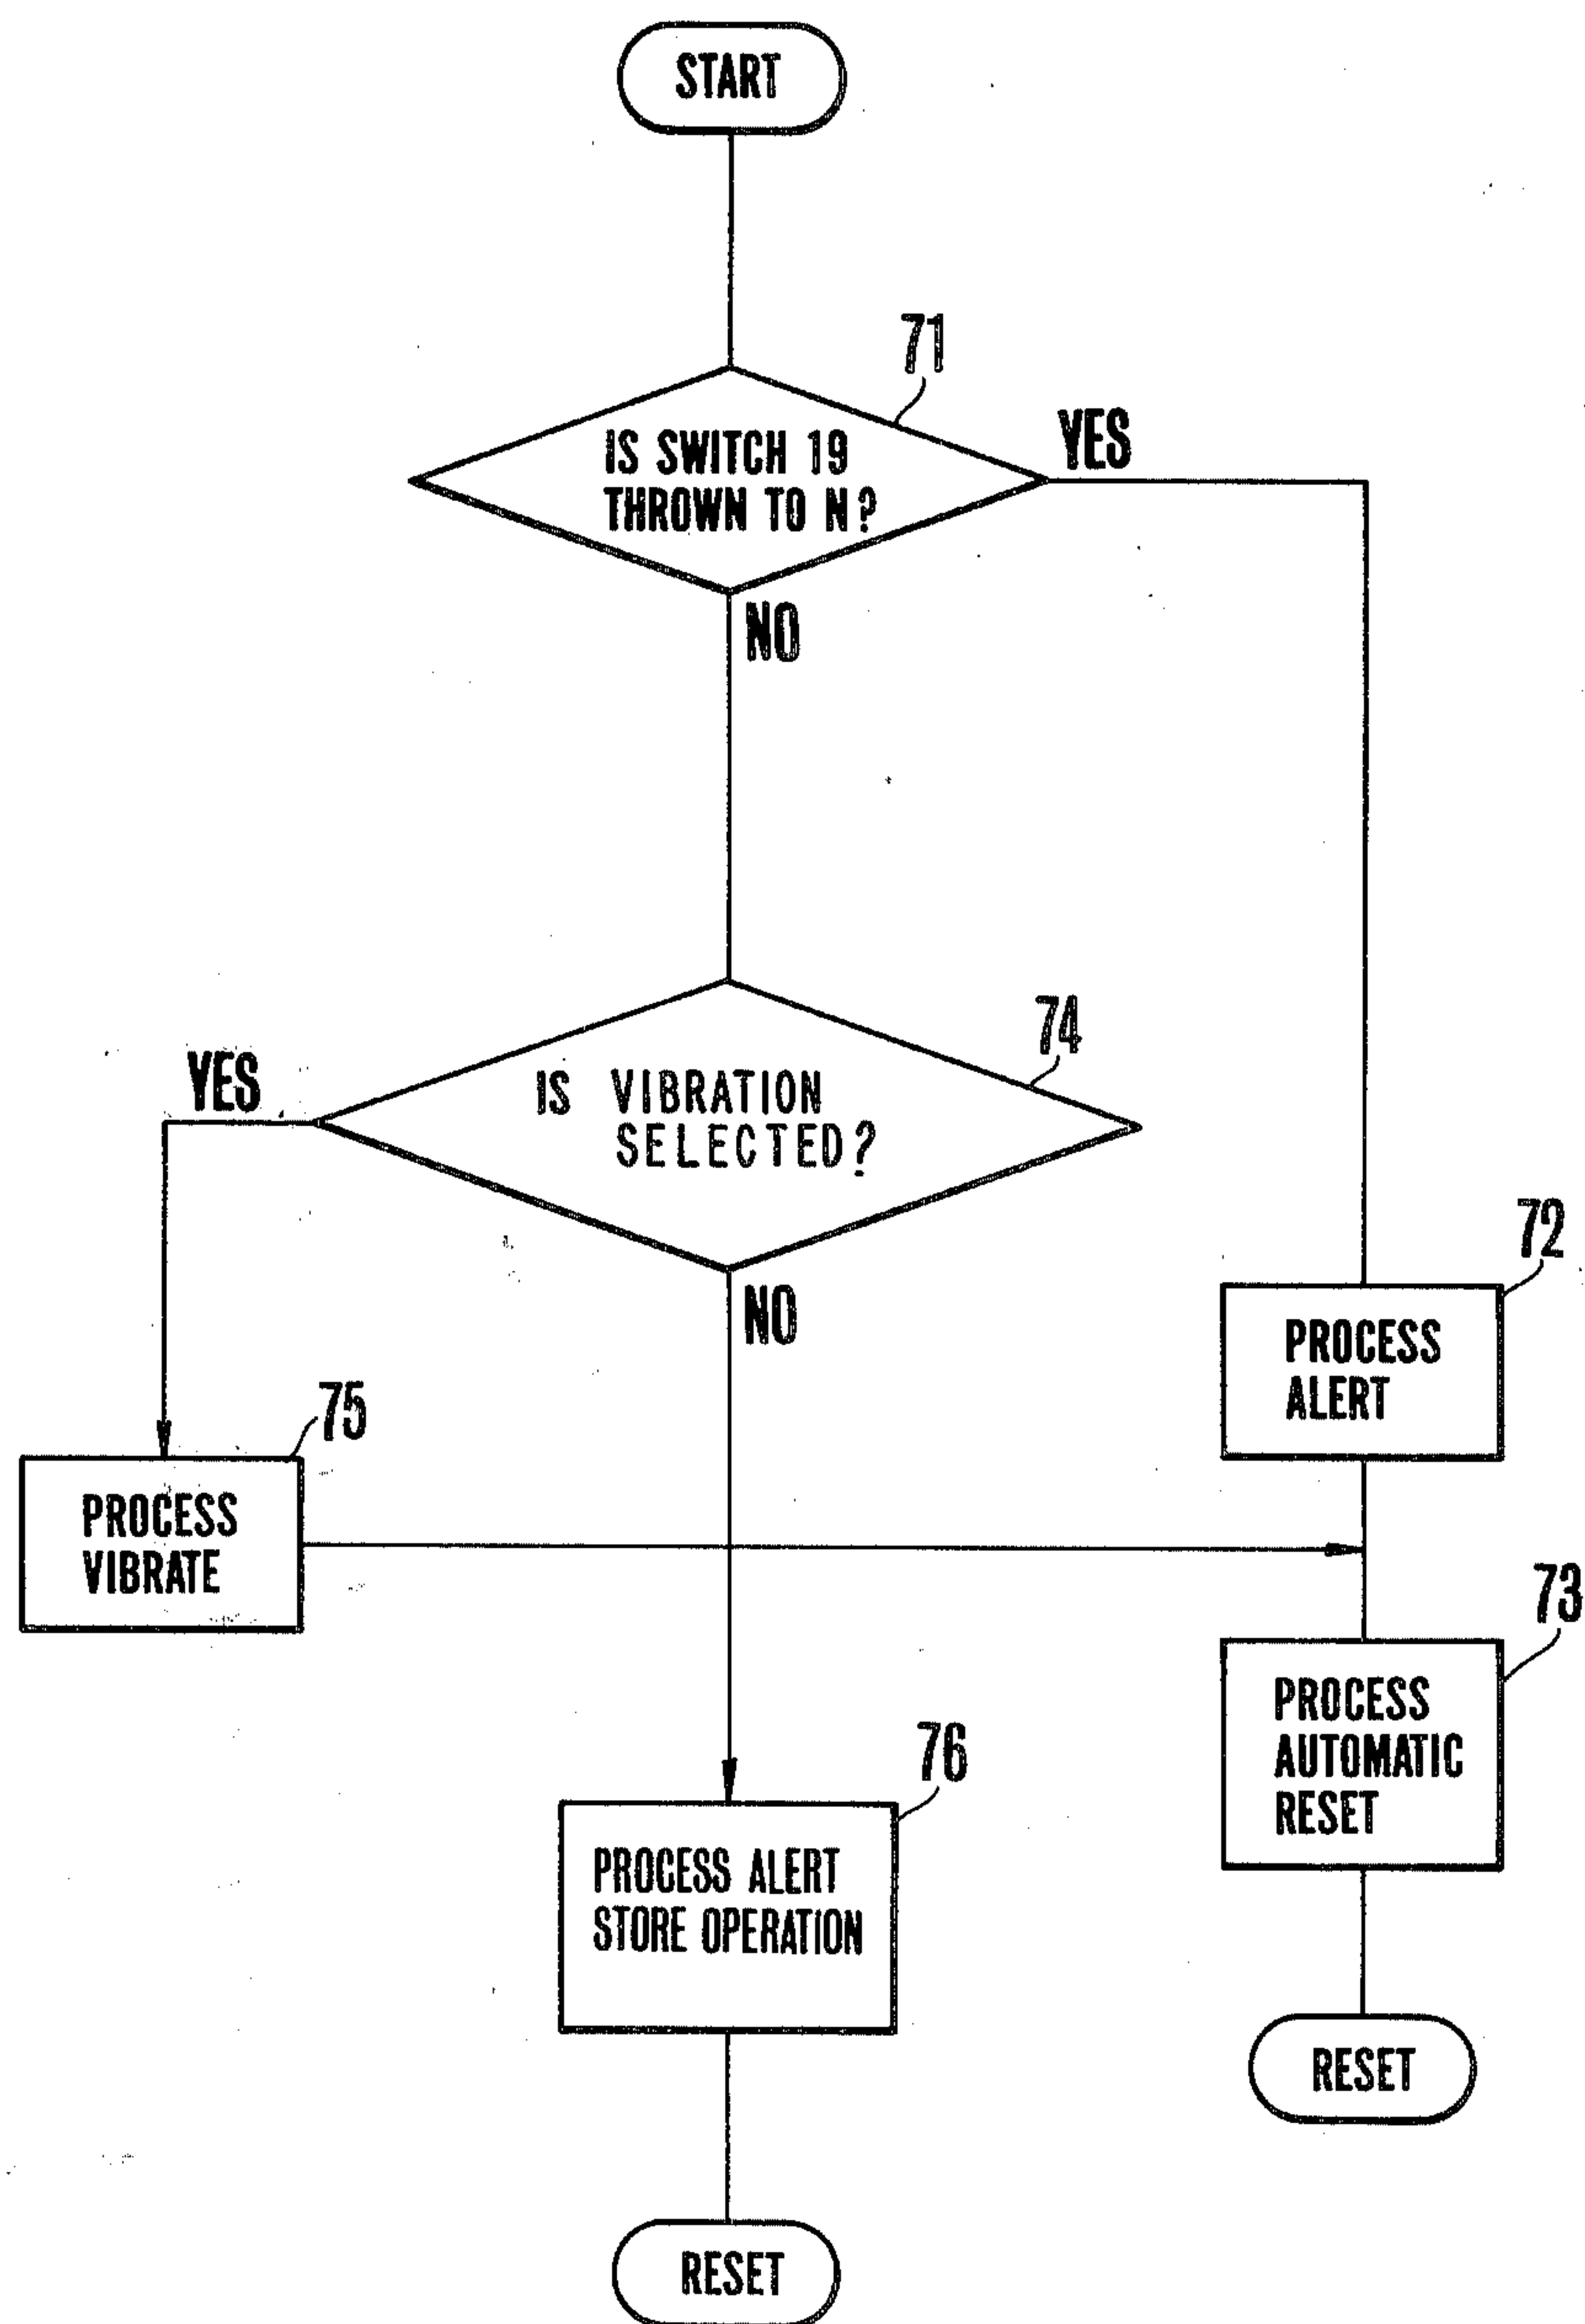 START
71
IS SWITCH 19
THROWN TO N?
YES
NO
74
IS VIBRATION
SELECTED?
YES
NO
72
PROCESS
ALERT
75
PROCESS
VIBRATE
73
PROCESS
AUTOMATIC
RESET
76
PROCESS ALERT
STORE OPERATION
RESET
RESET